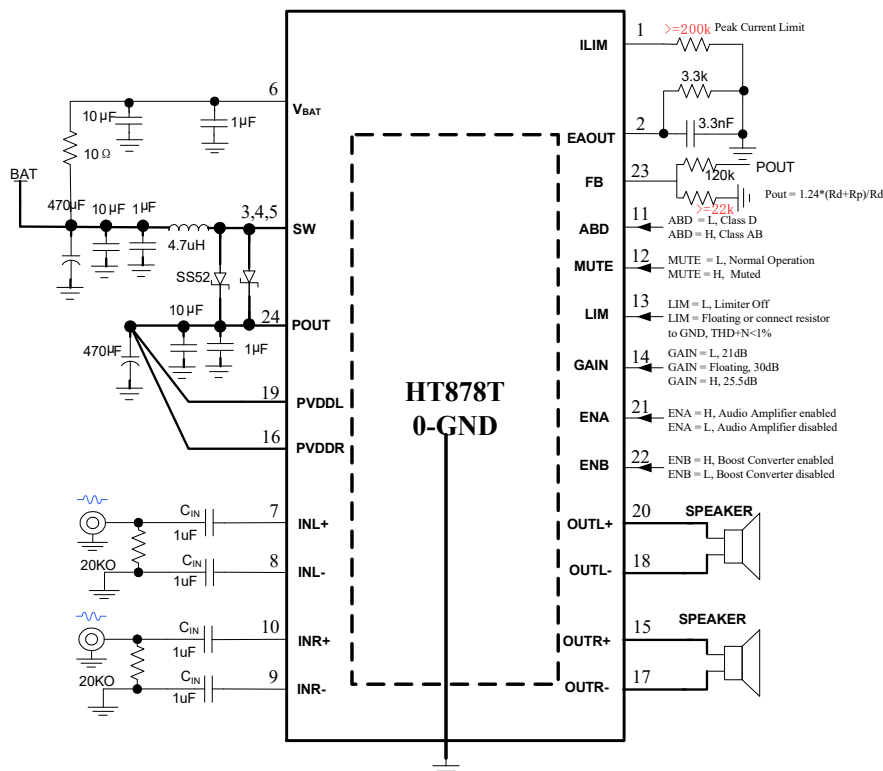 1
>=200k Peak Current Limit
ILIM
3.3k
3.3nF
2
EAOUT
23
FB
120k
POUT
>=22k
Pout = 1.24*(Rd+Rp)/Rd
11
ABD
ABD = L, Class D
ABD = H, Class AB
12
MUTE
MUTE = L, Normal Operation
MUTE = H, Muted
13
LIM
LIM = L, Limiter Off
LIM = Floating or connect resistor
to GND, THD+N<1%
14
GAIN
GAIN = L, 21dB
GAIN = Floating, 30dB
GAIN = H, 25.5dB
21
ENA
ENA = H, Audio Amplifier enabled
ENA = L, Audio Amplifier disabled
22
ENB
ENB = H, Boost Converter enabled
ENB = L, Boost Converter disabled
20
OUTL+
SPEAKER
18
OUTL-
15
OUTR+
SPEAKER
17
OUTR-
HT878T
0-GND
6
VBAT
10μF
1μF
10Ω
BAT
470μF
10μF
1μF
4.7uH
3,4,5
SW
SS52
10μF
1μF
24
POUT
470μF
19
PVDDL
16
PVDDR
CIN
1uF
7
INL+
20KO
CIN
1uF
8
INL-
CIN
1uF
10
INR+
20KO
CIN
1uF
9
INR-